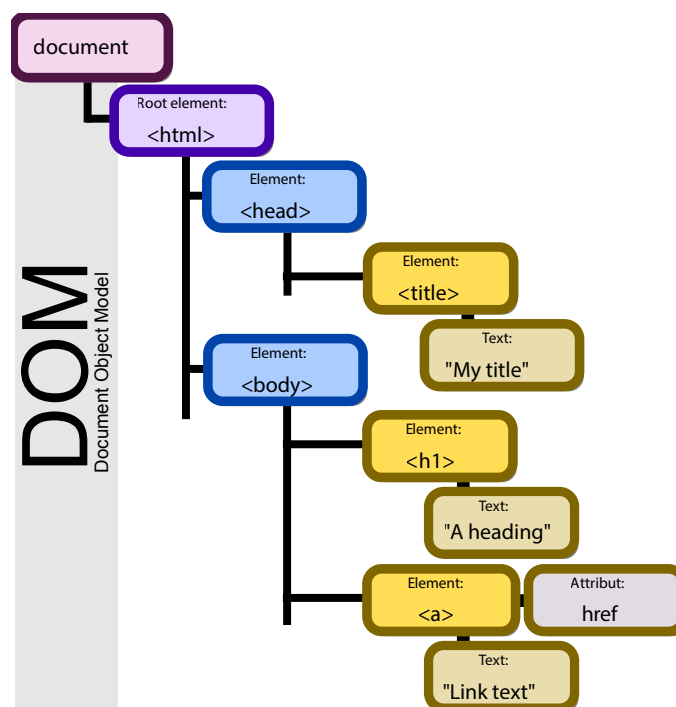 document
Root element:
<html>
Element:
<head>
Element:
<title>
Text:
"My title"
Element:
<body>
Element:
<h1>
Text:
"A heading"
Element:
<a>
Attribut:
href
Text:
"Link text"
DOM
Document Object Model